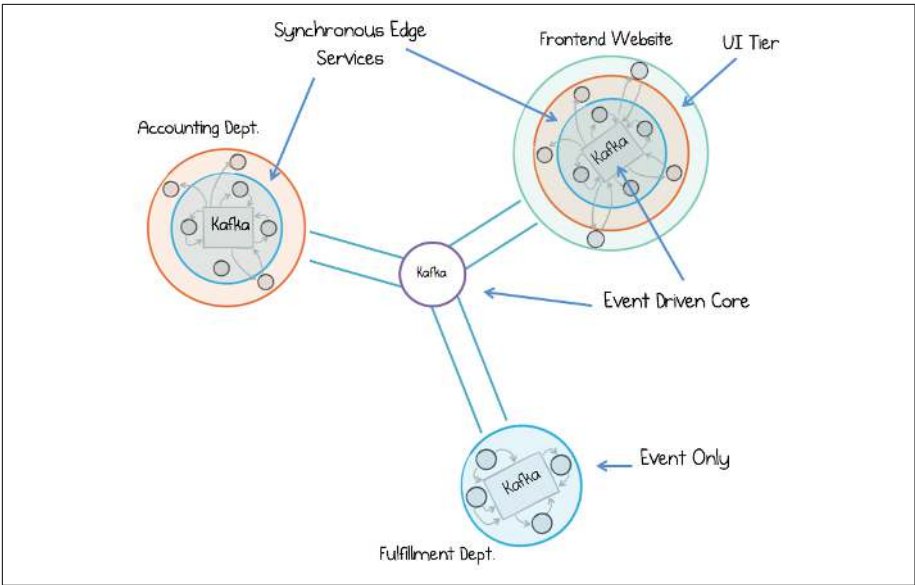 Synchronous Edge
Services
Frontend Website
UI Tier
Accounting Dept.
Kafka
Kafka
Kafka
Event Driven Core
Kafka
Event Only
Fulfillment Dept.